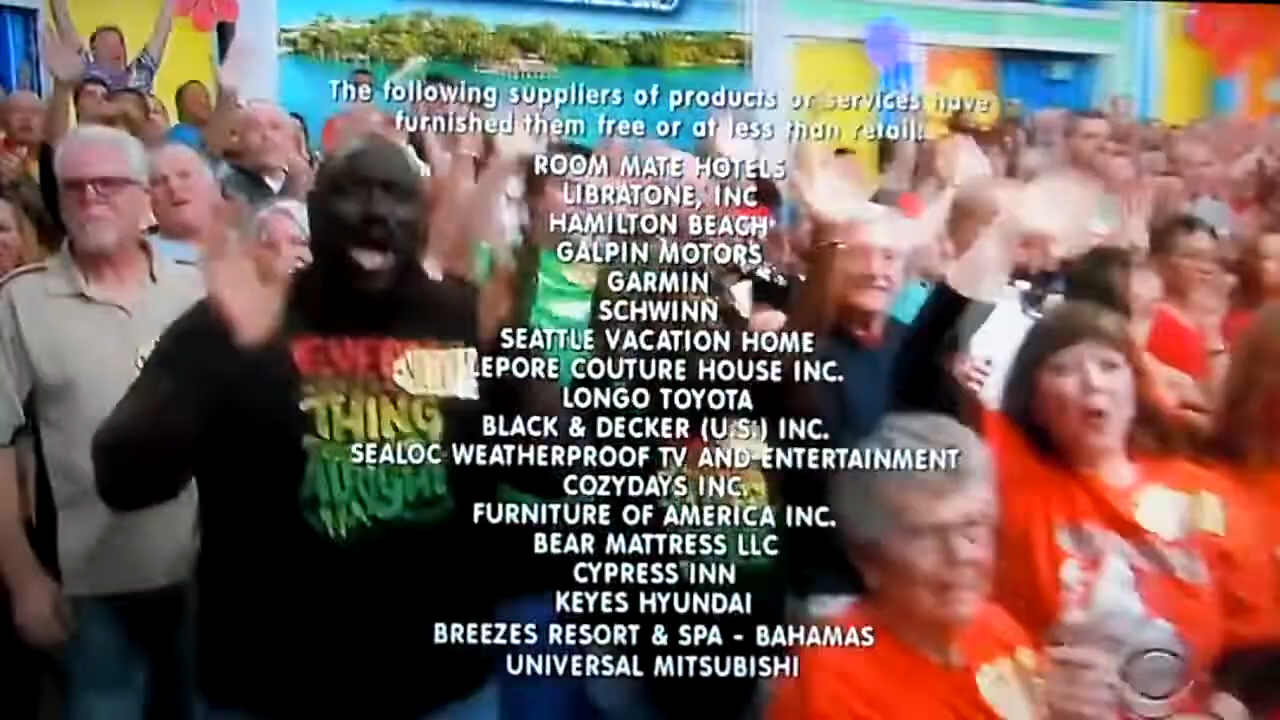 The following suppliers of products or services have
furnished them free or at less than retail:
ROOM MATE HOTELS
LIBRATONE, INC
HAMILTON BEACH
GALPIN MOTORS
GARMIN
SCHWINN
SEATTLE VACATION HOME
LEPORE COUTURE HOUSE INC.
LONGO TOYOTA
BLACK & DECKER (U.S.) INC.
SEALOC WEATHERPROOF TV AND ENTERTAINMENT
COZYDAYS INC.
FURNITURE OF AMERICA INC.
BEAR MATTRESS LLC
CYPRESS INN
KEYES HYUNDAI
BREEZES RESORT & SPA - BAHAMAS
UNIVERSAL MITSUBISHI
THING